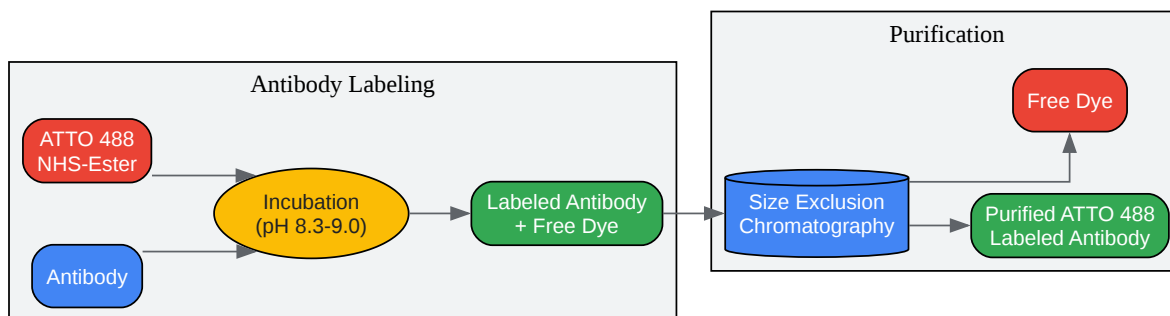 Antibody Labeling
ATTO 488
NHS-Ester
Antibody
Incubation
(pH 8.3-9.0)
Labeled Antibody
+ Free Dye
Purification
Size Exclusion
Chromatography
Free Dye
Purified ATTO 488
Labeled Antibody